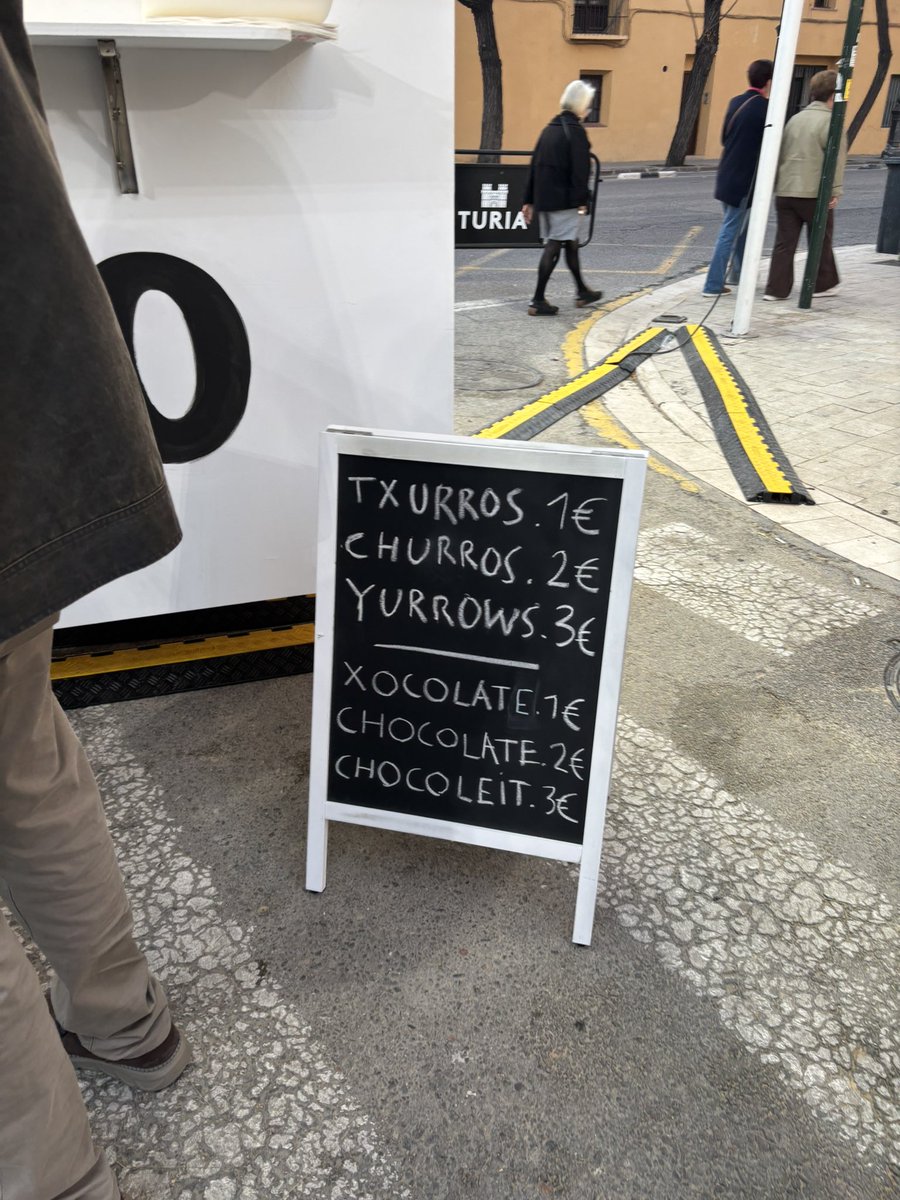 TURIA
O
TXURROS. 1€
CHURROS. 2€
YURROWS. 3€
XOCOLATE. 1€
CHOCOLATE. 2€
CHOCOLEIT. 3€